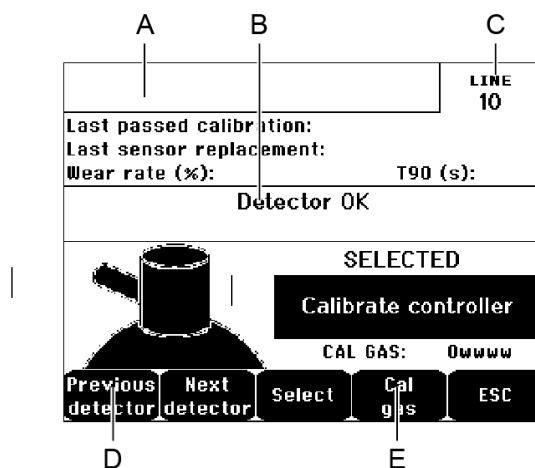 A B C
LINE
10
Last passed calibration:
Last sensor replacement:
Wear rate (%): T90 (s):
Detector OK
SELECTED
Calibrate controller
CAL GAS: 0wwww
Previous detector Next detector Select Cal gas ESC
D E